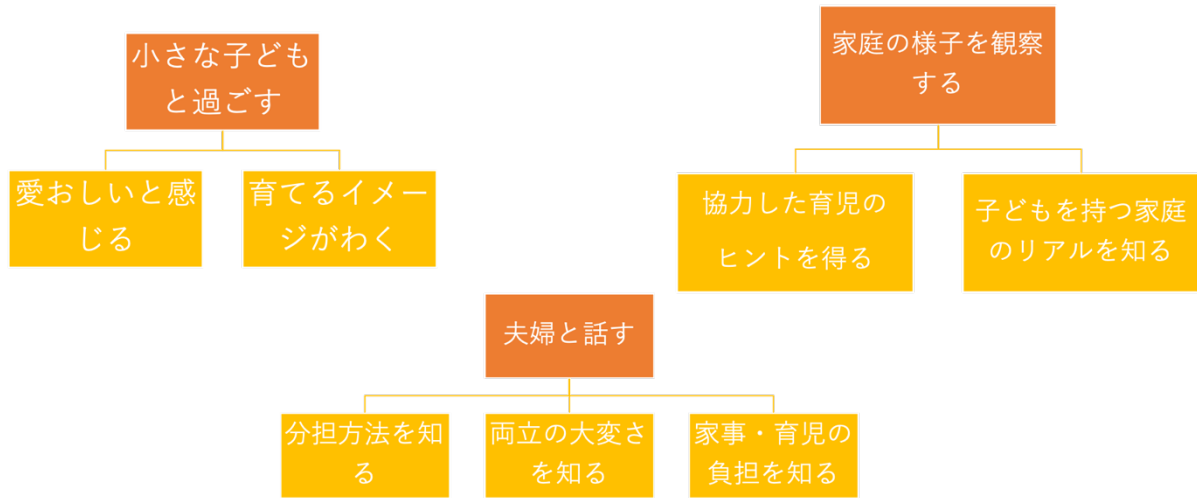 小さな子ども
と過ごす
愛おしいと感
じる
育てるイメー
ジがわく
家庭の様子を観察
する
協力した育児の
ヒントを得る
子どもを持つ家庭
のリアルを知る
夫婦と話す
分担方法を知
る
両立の大変さ
を知る
家事・育児の
負担を知る